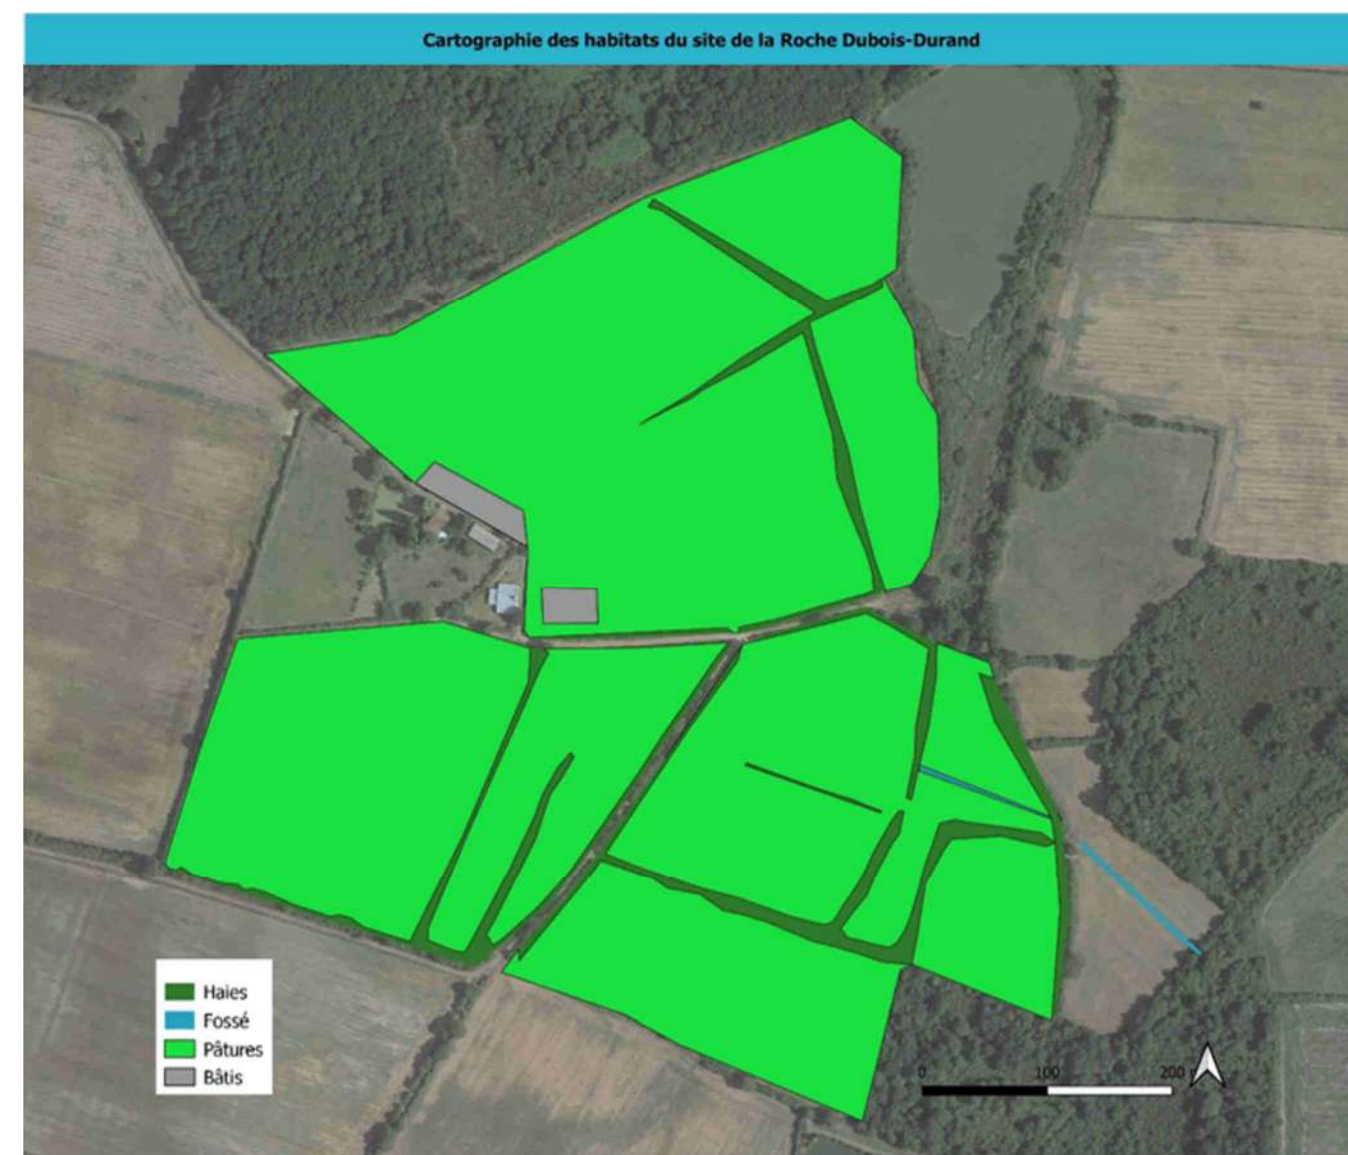 Cartographie des habitats du site de la Roche Dubois-Durand
Haies
Fossé
Pâtures
Bâtis
0 100 200